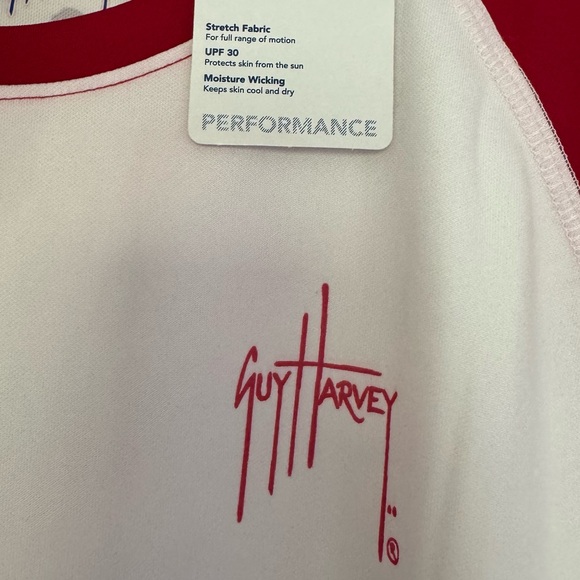 Stretch Fabric
For full range of motion
UPF 30
Protects skin from the sun
Moisture Wicking
Keeps skin cool and dry
PERFORMANCE
GUY HARVEY
®